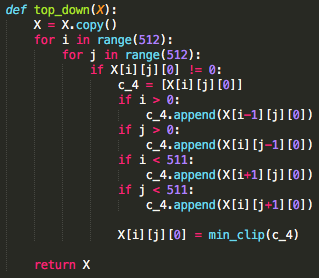 def top_down(X):
    X = X.copy()
    for i in range(512):
        for j in range(512):
            if X[i][j][0] != 0:
                c_4 = [X[i][j][0]]
                if i > 0:
                    c_4.append(X[i-1][j][0])
                if j > 0:
                    c_4.append(X[i][j-1][0])
                if i < 511:
                    c_4.append(X[i+1][j][0])
                if j < 511:
                    c_4.append(X[i][j+1][0])

                X[i][j][0] = min_clip(c_4)

    return X